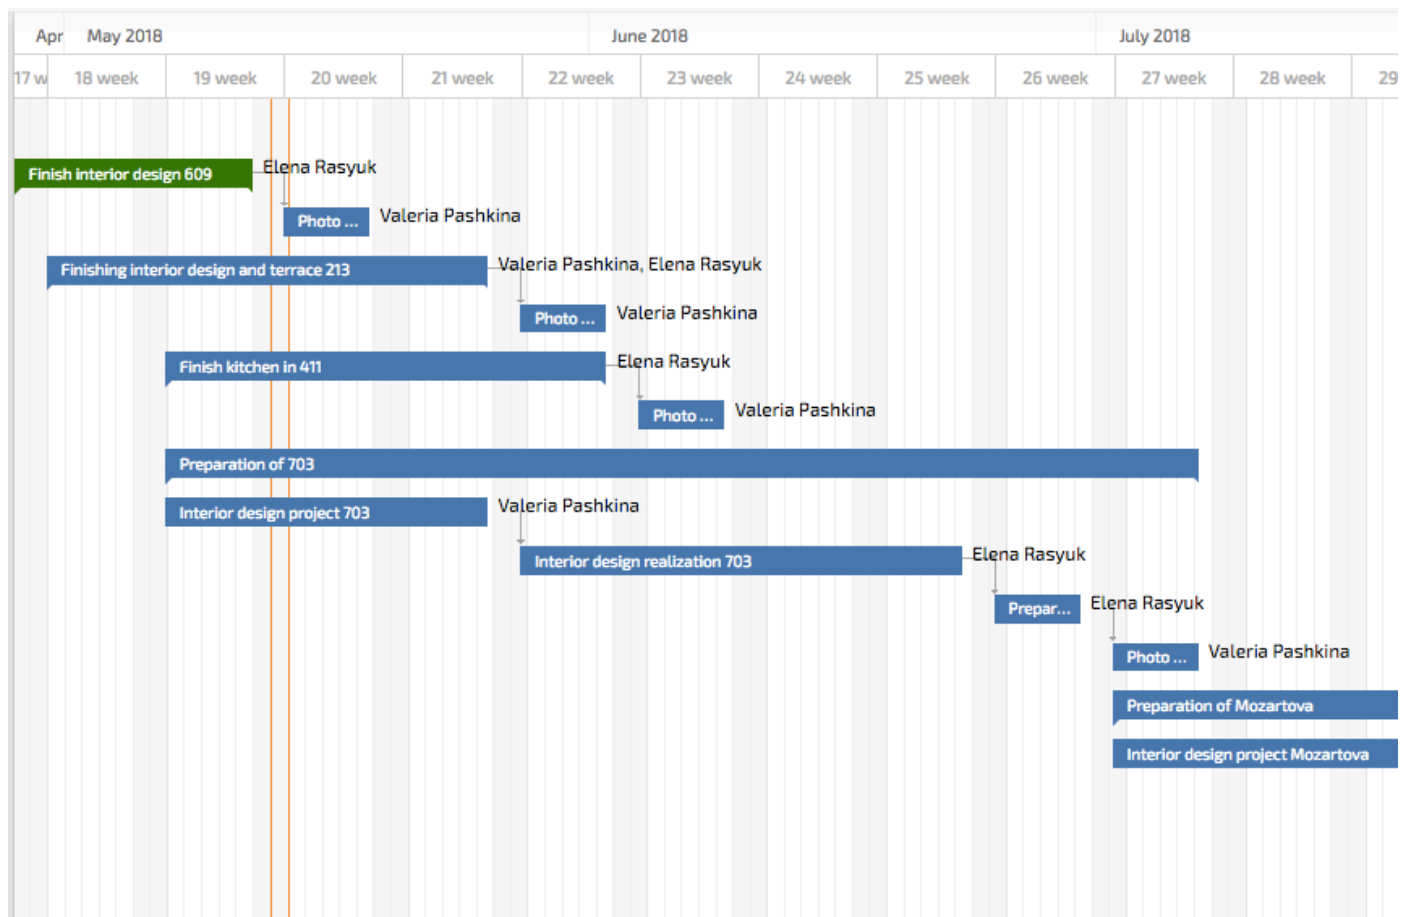 Apr May 2018 June 2018 July 2018
17 w 18 week 19 week 20 week 21 week 22 week 23 week 24 week 25 week 26 week 27 week 28 week 29
Finish interior design 609 Elena Rasyuk
Photo ... Valeria Pashkina
Finishing interior design and terrace 213 Valeria Pashkina, Elena Rasyuk
Photo ... Valeria Pashkina
Finish kitchen in 411 Elena Rasyuk
Photo ... Valeria Pashkina
Preparation of 703
Interior design project 703 Valeria Pashkina
Interior design realization 703 Elena Rasyuk
Prepar... Elena Rasyuk
Photo ... Valeria Pashkina
Preparation of Mozartova
Interior design project Mozartova